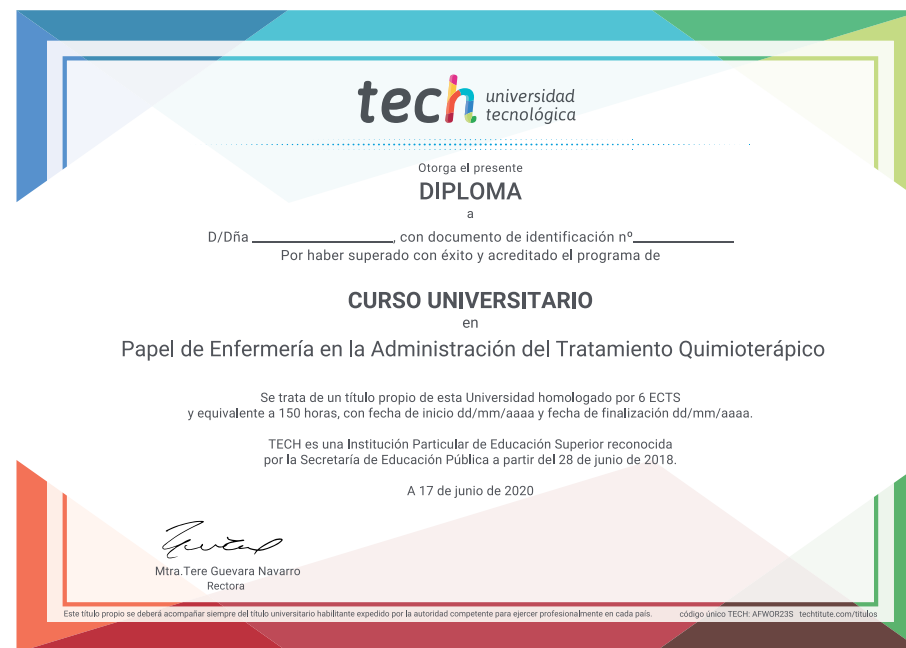 tech universidad
tecnológica
Otorga el presente
DIPLOMA
a
D/Dña ____________, con documento de identificación nº____________
Por haber superado con éxito y acreditado el programa de
CURSO UNIVERSITARIO
en
Papel de Enfermería en la Administración del Tratamiento Quimioterápico
Se trata de un título propio de esta Universidad homologado por 6 ECTS
y equivalente a 150 horas, con fecha de inicio dd/mm/aaaa y fecha de finalización dd/mm/aaaa.
TECH es una Institución Particular de Educación Superior reconocida
por la Secretaría de Educación Pública a partir del 28 de junio de 2018.
A 17 de junio de 2020
Mtra.Tere Guevara Navarro
Rectora
Este título propio se deberá acompañar siempre del título universitario habilitante expedido por la autoridad competente para ejercer profesionalmente en cada país. código único TECH: AFWOR23S techtitute.com/títulos